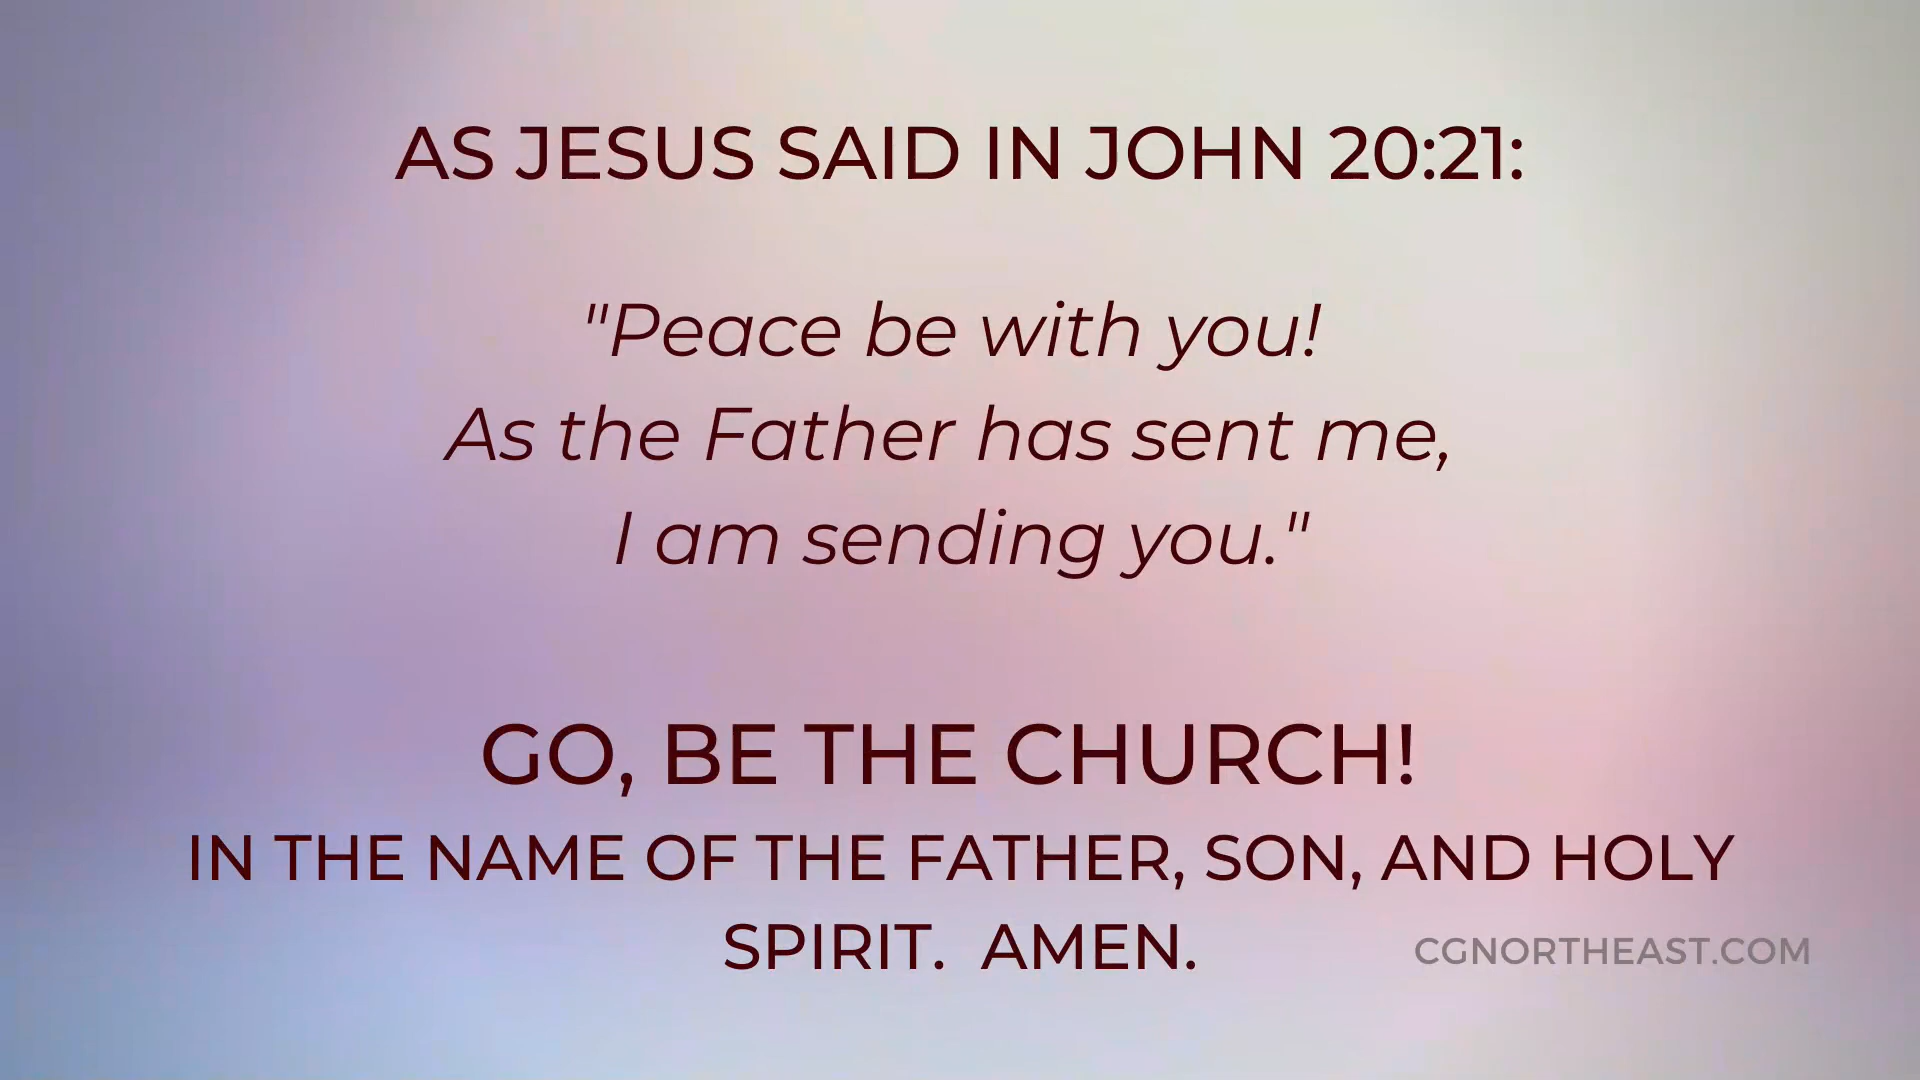 AS JESUS SAID IN JOHN 20:21:
"Peace be with you!
As the Father has sent me,
I am sending you."
GO, BE THE CHURCH!
IN THE NAME OF THE FATHER, SON, AND HOLY
SPIRIT.  AMEN.
CGNORTHEAST.COM